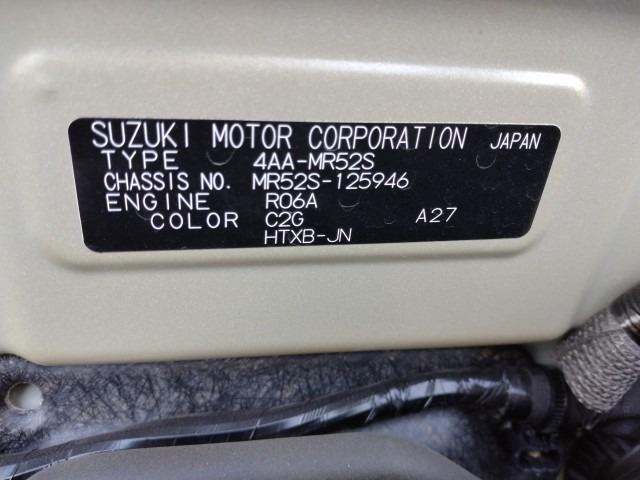 SUZUKI MOTOR CORPORATION JAPAN
TYPE 4AA-MR52S
CHASSIS NO. MR52S-125946
ENGINE R06A
COLOR C2G A27
HTXB-JN